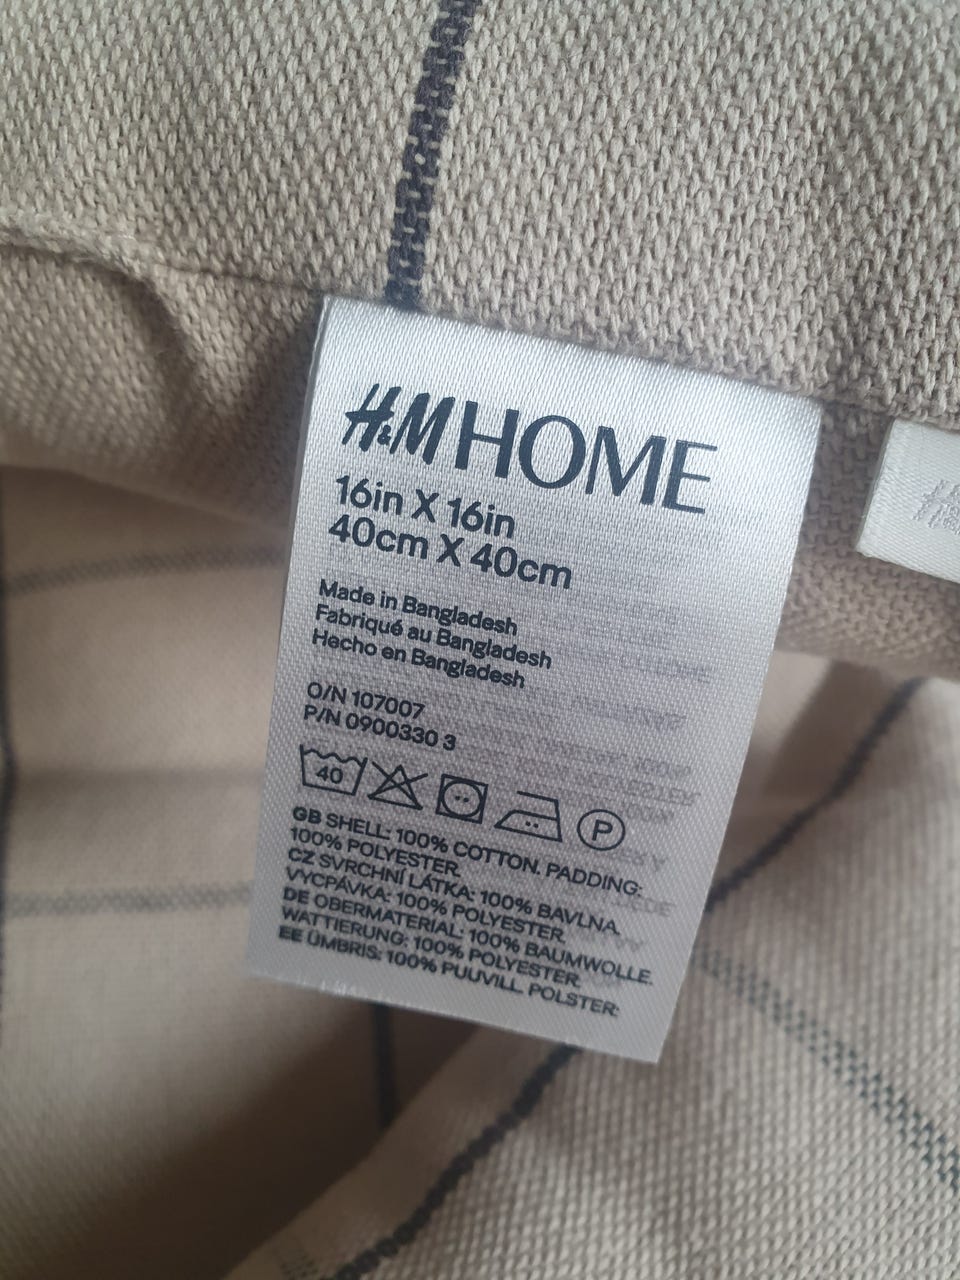 H&M HOME
16in X 16in
40cm X 40cm
Made in Bangladesh
Fabriqué au Bangladesh
Hecho en Bangladesh
O/N 107007
P/N 0900330 3
40 P
GB SHELL: 100% COTTON. PADDING:
100% POLYESTER.
CZ SVRCHNÍ LÁTKA: 100% BAVLNA.
VYCPÁVKA: 100% POLYESTER.
DE OBERMATERIAL: 100% BAUMWOLLE.
WATTIERUNG: 100% POLYESTER.
EE ÜMBRIS: 100% PUUVILL. POLSTER: